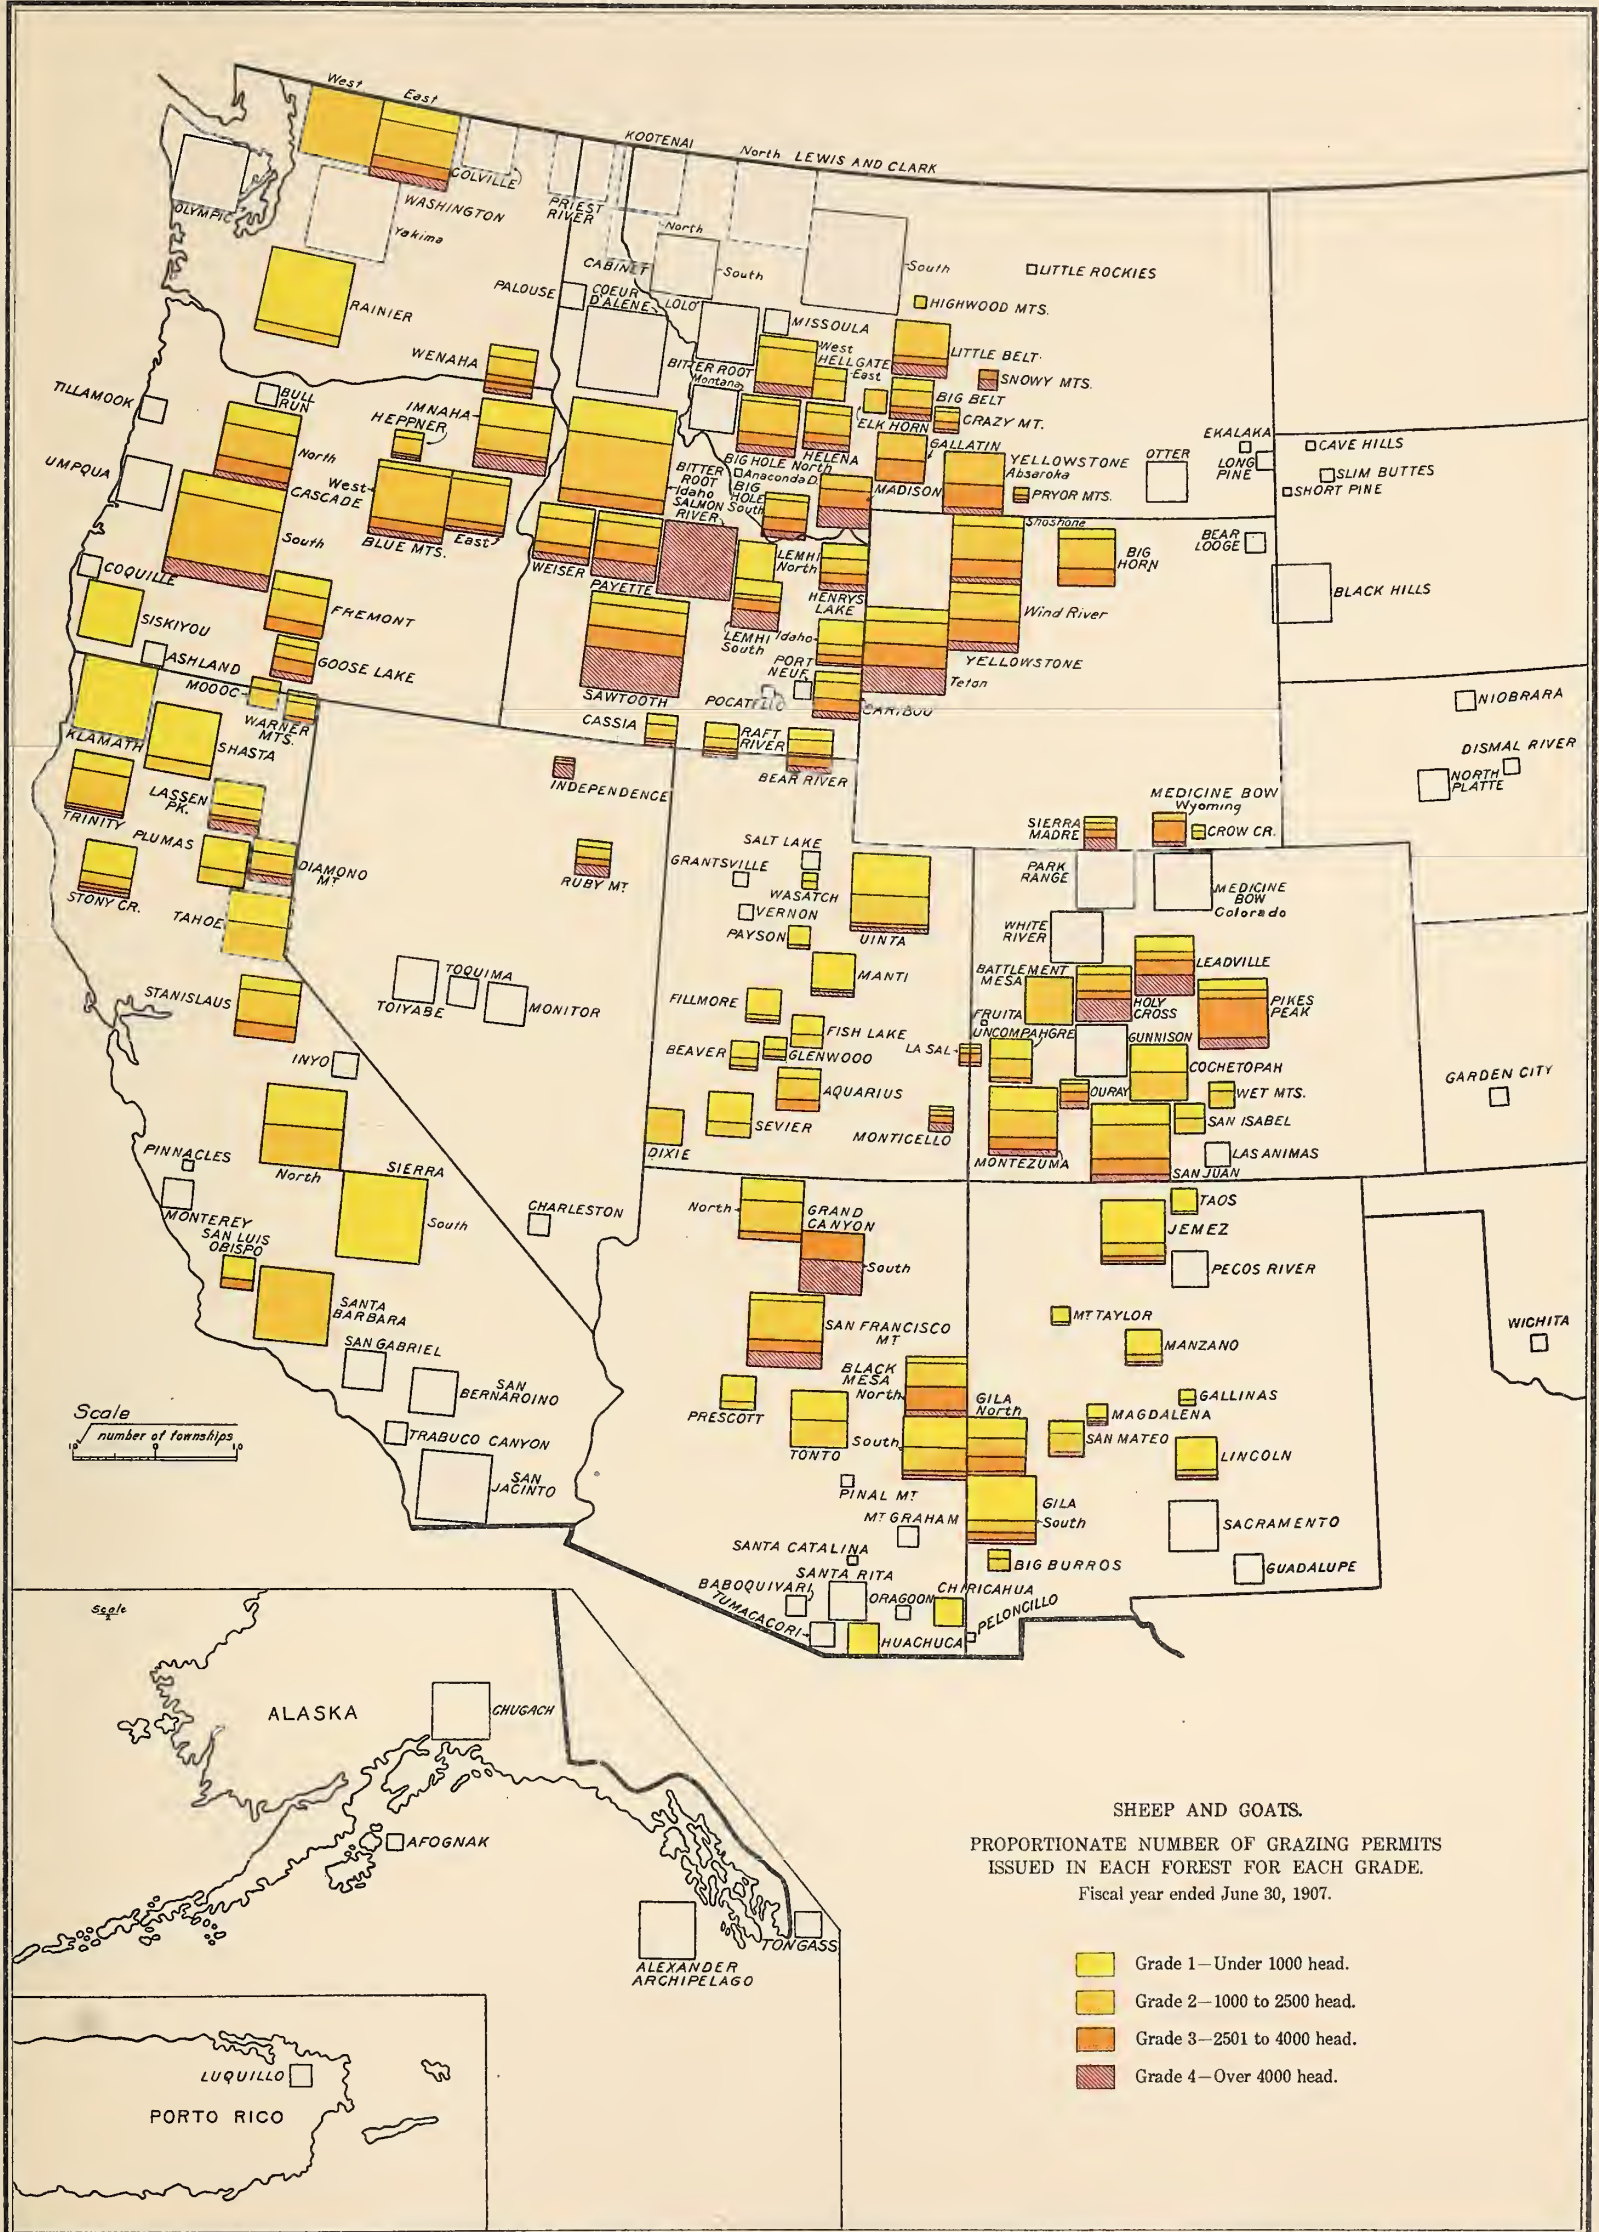 West
East
KOOTENAI
North LEWIS AND CLARK
COLVILLE
OLYMPIC
WASHINGTON
PRIEST
RIVER
Yakima
North
CABINET
South
South
LITTLE ROCKIES
PALOUSE
COEUR
D'ALENE
LOLO
HIGHWOOD MTS.
RAINIER
MISSOULA
WENAHA
West
HELLGATE
East
LITTLE BELT
BITTER ROOT
Montana
SNOWY MTS.
TILLAMOOK
BULL
RUN
IMNAHA
HEPPNER
BIG BELT
ELK HORN
CRAZY MT.
GALLATIN
HELENA
EKALAKA
CAVE HILLS
UMPQUA
North
CASCADE
West
BITTER
ROOT
Idaho
BIG HOLE North
Anaconda D.
BIG
HOLE
South
MADISON
YELLOWSTONE
Absaroka
PRYOR MTS.
OTTER
LONG
PINE
SLIM BUTTES
SHORT PINE
SALMON
RIVER
South
BLUE MTS.
East
Shoshone
BEAR
LODGE
BIG
HORN
COQUILLE
WEISER
PAYETTE
LEMHI
North
HENRYS
LAKE
BLACK HILLS
SISKIYOU
FREMONT
Wind River
LEMHI
South
Idaho
ASHLAND
GOOSE LAKE
YELLOWSTONE
PORT
NEUF
Teton
MODOC
SAWTOOTH
POCATELLO
CARIBOU
NIOBRARA
WARNER
MTS.
KLAMATH
SHASTA
CASSIA
RAFT
RIVER
DISMAL RIVER
BEAR RIVER
NORTH
PLATTE
INDEPENDENCE
LASSEN
PK.
TRINITY
MEDICINE BOW
Wyoming
SIERRA
MADRE
CROW CR.
PLUMAS
SALT LAKE
GRANTSVILLE
DIAMOND
MT
RUBY MT.
WASATCH
PARK
RANGE
MEDICINE
BOW
Colorado
STONY CR.
VERNON
TAHOE
PAYSON
UINTA
WHITE
RIVER
TOQUIMA
TOIYABE
MONITOR
MANTI
BATTLEMENT
MESA
LEADVILLE
STANISLAUS
FILLMORE
FRUITA
HOLY
CROSS
PIKES
PEAK
FISH LAKE
UNCOMPAHGRE
GUNNISON
INYO
BEAVER
GLENWOOD
LA SAL
COCHETOPAH
AQUARIUS
OURAY
WET MTS.
GARDEN CITY
SEVIER
SAN ISABEL
DIXIE
MONTICELLO
LAS ANIMAS
MONTEZUMA
SAN JUAN
PINNACLES
North
SIERRA
South
MONTEREY
CHARLESTON
North
GRAND
CANYON
TAOS
JEMEZ
SAN LUIS
OBISPO
South
PECOS RIVER
SANTA
BARBARA
SAN FRANCISCO
MT
MT TAYLOR
WICHITA
SAN GABRIEL
MANZANO
SAN
BERNARDINO
BLACK
MESA
North
GILA
North
GALLINAS
PRESCOTT
MAGDALENA
Scale
√number of townships
10 0 10
TRABUCO CANYON
TONTO
South
SAN MATEO
LINCOLN
SAN
JACINTO
PINAL MT.
MT GRAHAM
GILA
South
SACRAMENTO
SANTA CATALINA
BIG BURROS
GUADALUPE
SANTA RITA
BABOQUIVARI
DRAGOON
CHIRICAHUA
PELONCILLO
TUMACACORI
HUACHUCA
Scale
2
ALASKA
CHUGACH
AFOGNAK
TONGASS
ALEXANDER
ARCHIPELAGO
LUQUILLO
PORTO RICO
SHEEP AND GOATS.
PROPORTIONATE NUMBER OF GRAZING PERMITS
ISSUED IN EACH FOREST FOR EACH GRADE.
Fiscal year ended June 30, 1907.
Grade 1—Under 1000 head.
Grade 2—1000 to 2500 head.
Grade 3—2501 to 4000 head.
Grade 4—Over 4000 head.